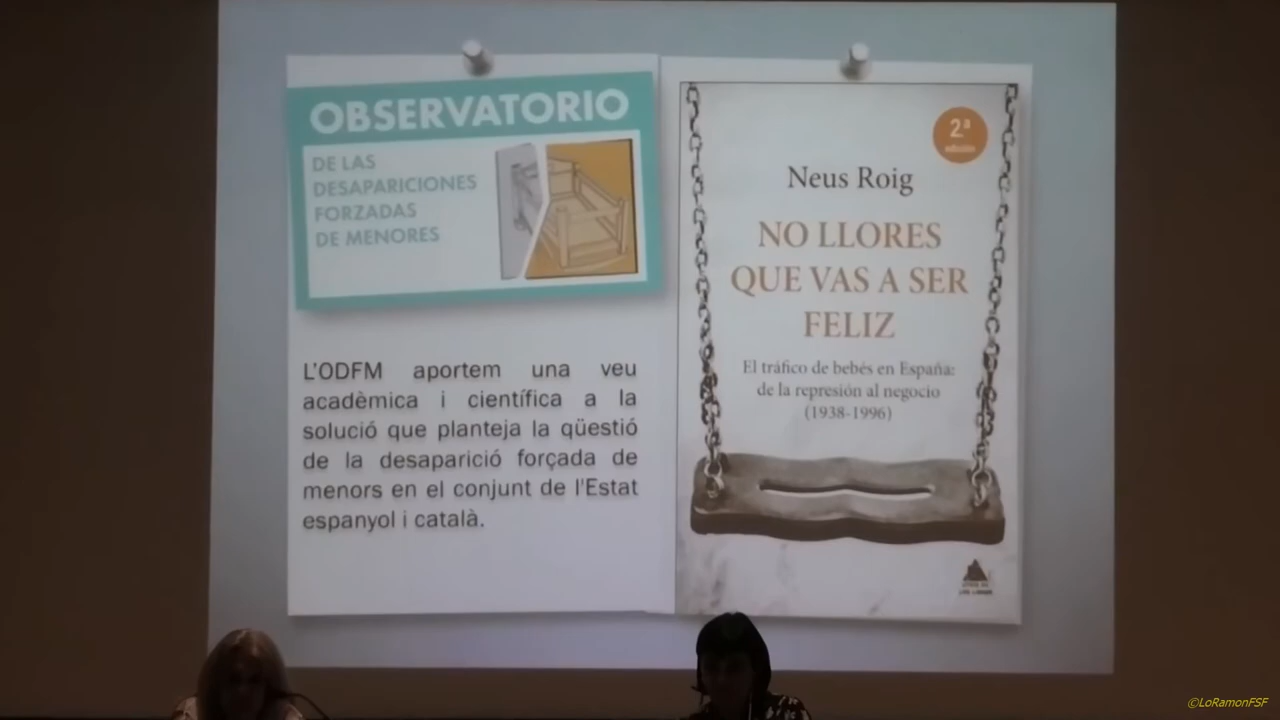 OBSERVATORIO
DE LAS
DESAPARICIONES
FORZADAS
DE MENORES
L'ODFM aportem una veu
acadèmica i científica a la
solució que planteja la qüestió
de la desaparició forçada de
menors en el conjunt de l'Estat
espanyol i català.
2.ª
edición
Neus Roig
NO LLORES
QUE VAS A SER
FELIZ
El tráfico de bebés en España:
de la represión al negocio
(1938-1996)
©LoRamonFSF